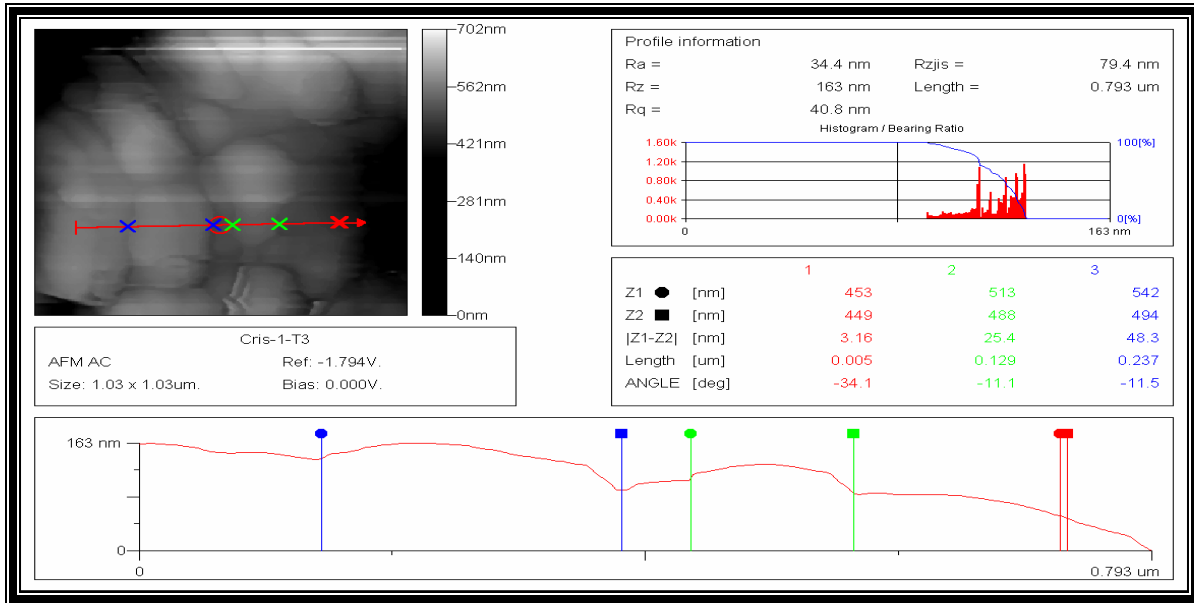 702nm
562nm
421nm
281nm
140nm
0nm
Cris-1-T3
AFM AC Ref: -1.794V.
Size: 1.03 x 1.03um. Bias: 0.000V.
Profile information
Ra = 34.4 nm Rzjis = 79.4 nm
Rz = 163 nm Length = 0.793 um
Rq = 40.8 nm
Histogram / Bearing Ratio
1.60k 100[%]
1.20k
0.80k
0.40k
0.00k 0[%]
0 163 nm
1 2 3
Z1 [nm] 453 513 542
Z2 [nm] 449 488 494
|Z1-Z2| [nm] 3.16 25.4 48.3
Length [um] 0.005 0.129 0.237
ANGLE [deg] -34.1 -11.1 -11.5
163 nm
0
0 0.793 um